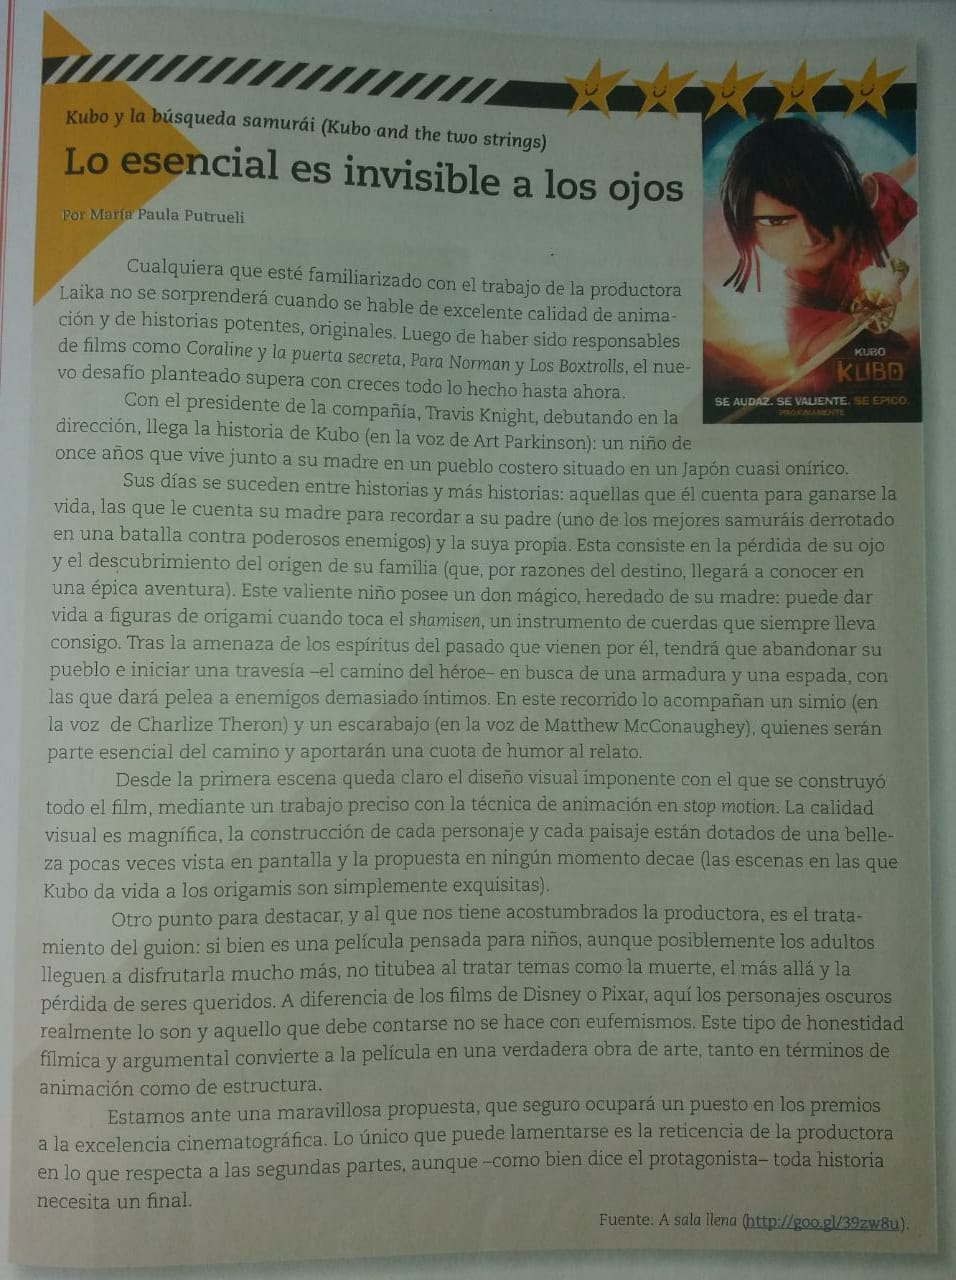 Kubo y la búsqueda samurái (Kubo and the two strings)
Lo esencial es invisible a los ojos
Por María Paula Putrueli
Cualquiera que esté familiarizado con el trabajo de la productora
Laika no se sorprenderá cuando se hable de excelente calidad de anima-
ción y de historias potentes, originales. Luego de haber sido responsables
de films como Coraline y la puerta secreta, Para Norman y Los Boxtrolls, el nue-
vo desafío planteado supera con creces todo lo hecho hasta ahora.
Con el presidente de la compañía, Travis Knight, debutando en la
dirección, llega la historia de Kubo (en la voz de Art Parkinson): un niño de
once años que vive junto a su madre en un pueblo costero situado en un Japón cuasi onírico.
Sus días se suceden entre historias y más historias: aquellas que él cuenta para ganarse la
vida, las que le cuenta su madre para recordar a su padre (uno de los mejores samuráis derrotado
en una batalla contra poderosos enemigos) y la suya propia. Esta consiste en la pérdida de su ojo
y el descubrimiento del origen de su familia (que, por razones del destino, llegará a conocer en
una épica aventura). Este valiente niño posee un don mágico, heredado de su madre: puede dar
vida a figuras de origami cuando toca el shamisen, un instrumento de cuerdas que siempre lleva
consigo. Tras la amenaza de los espíritus del pasado que vienen por él, tendrá que abandonar su
pueblo e iniciar una travesía –el camino del héroe– en busca de una armadura y una espada, con
las que dará pelea a enemigos demasiado íntimos. En este recorrido lo acompañan un simio (en
la voz de Charlize Theron) y un escarabajo (en la voz de Matthew McConaughey), quienes serán
parte esencial del camino y aportarán una cuota de humor al relato.
Desde la primera escena queda claro el diseño visual imponente con el que se construyó
todo el film, mediante un trabajo preciso con la técnica de animación en stop motion. La calidad
visual es magnífica, la construcción de cada personaje y cada paisaje están dotados de una belle-
za pocas veces vista en pantalla y la propuesta en ningún momento decae (las escenas en las que
Kubo da vida a los origamis son simplemente exquisitas).
Otro punto para destacar, y al que nos tiene acostumbrados la productora, es el trata-
miento del guion: si bien es una película pensada para niños, aunque posiblemente los adultos
lleguen a disfrutarla mucho más, no titubea al tratar temas como la muerte, el más allá y la
pérdida de seres queridos. A diferencia de los films de Disney o Pixar, aquí los personajes oscuros
realmente lo son y aquello que debe contarse no se hace con eufemismos. Este tipo de honestidad
fílmica y argumental convierte a la película en una verdadera obra de arte, tanto en términos de
animación como de estructura.
Estamos ante una maravillosa propuesta, que seguro ocupará un puesto en los premios
a la excelencia cinematográfica. Lo único que puede lamentarse es la reticencia de la productora
en lo que respecta a las segundas partes, aunque –como bien dice el protagonista– toda historia
necesita un final.
Fuente: A sala llena (http://goo.gl/39zw8u).
KUBO
KUBO
SE AUDAZ. SE VALIENTE. SE ÉPICO.
PRÓXIMAMENTE